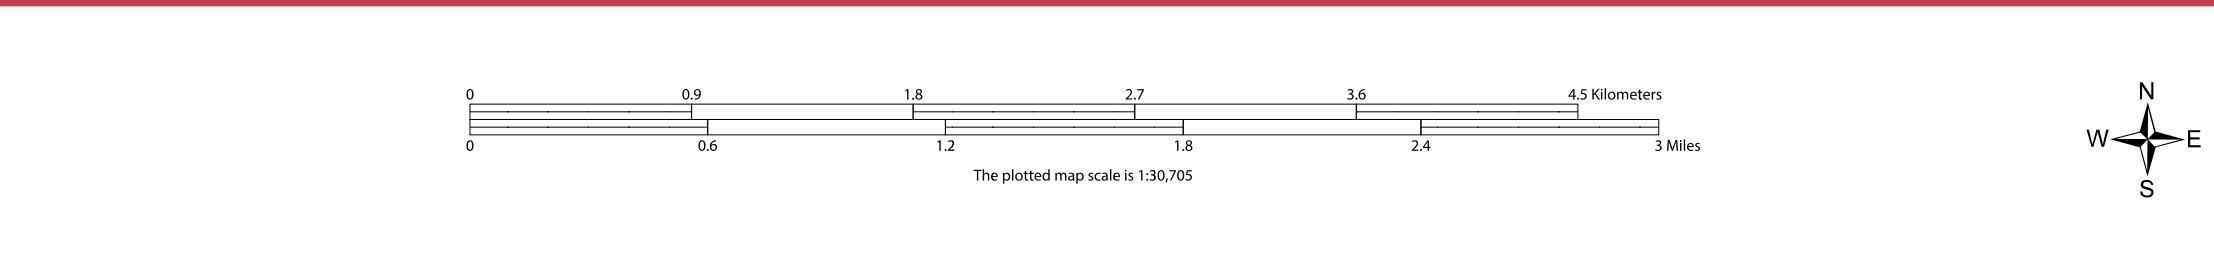 0 0.9 1.8 2.7 3.6 4.5 Kilometers
0 0.6 1.2 1.8 2.4 3 Miles
The plotted map scale is 1:30,705
N
W E
S